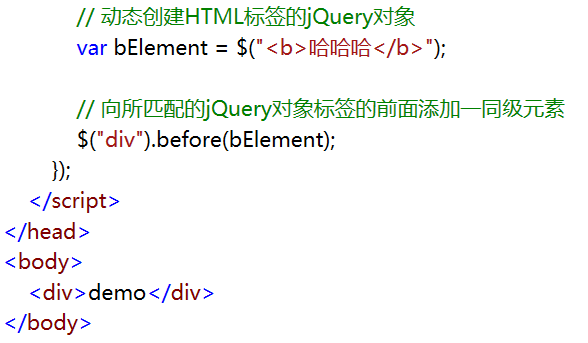 // 动态创建HTML标签的jQuery对象
var bElement = $("<b>哈哈哈</b>");
// 向所匹配的jQuery对象标签的前面添加一同级元素
$("div").before(bElement);
});
</script>
</head>
<body>
<div>demo</div>
</body>